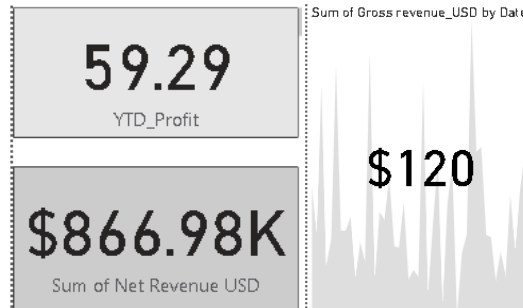 59.29
YTD_Profit
$866.98K
Sum of Net Revenue USD
Sum of Gross revenue_USD by Date
$120